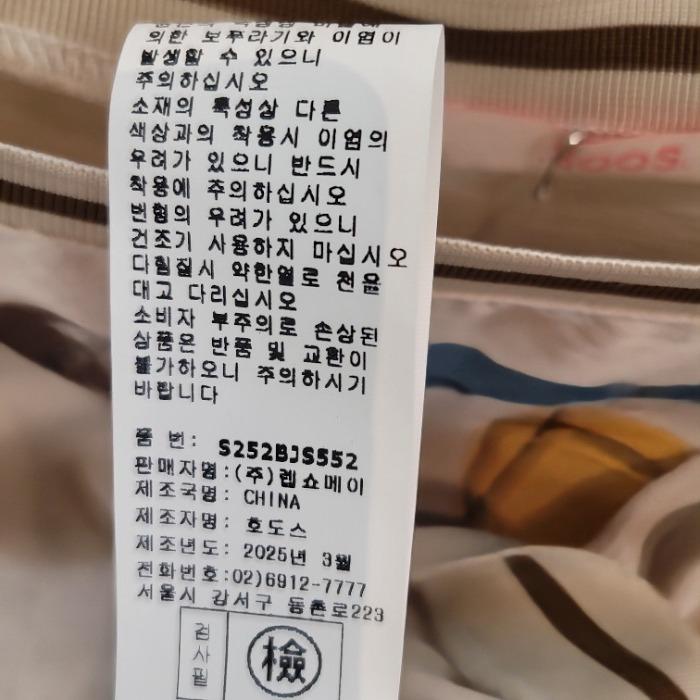 의한 보푸라기와 이염이
발생할 수 있으니
주의하십시오
소재의 특성상 다른
색상과의 착용시 이염의
우려가 있으니 반드시
착용에 주의하십시오
변형의 우려가 있으니
건조기 사용하지 마십시오
다림질시 약한열로 천을
대고 다리십시오
소비자 부주의로 손상된
상품은 반품 및 교환이
불가하오니 주의하시기
바랍니다
품 번: S252BJS552
판매자명:(주)렙쇼메이
제조국명: CHINA
제조자명: 호도스
제조년도: 2025년 3월
전화번호:02)6912-7777
서울시 강서구 동촌로223
검사필
檢